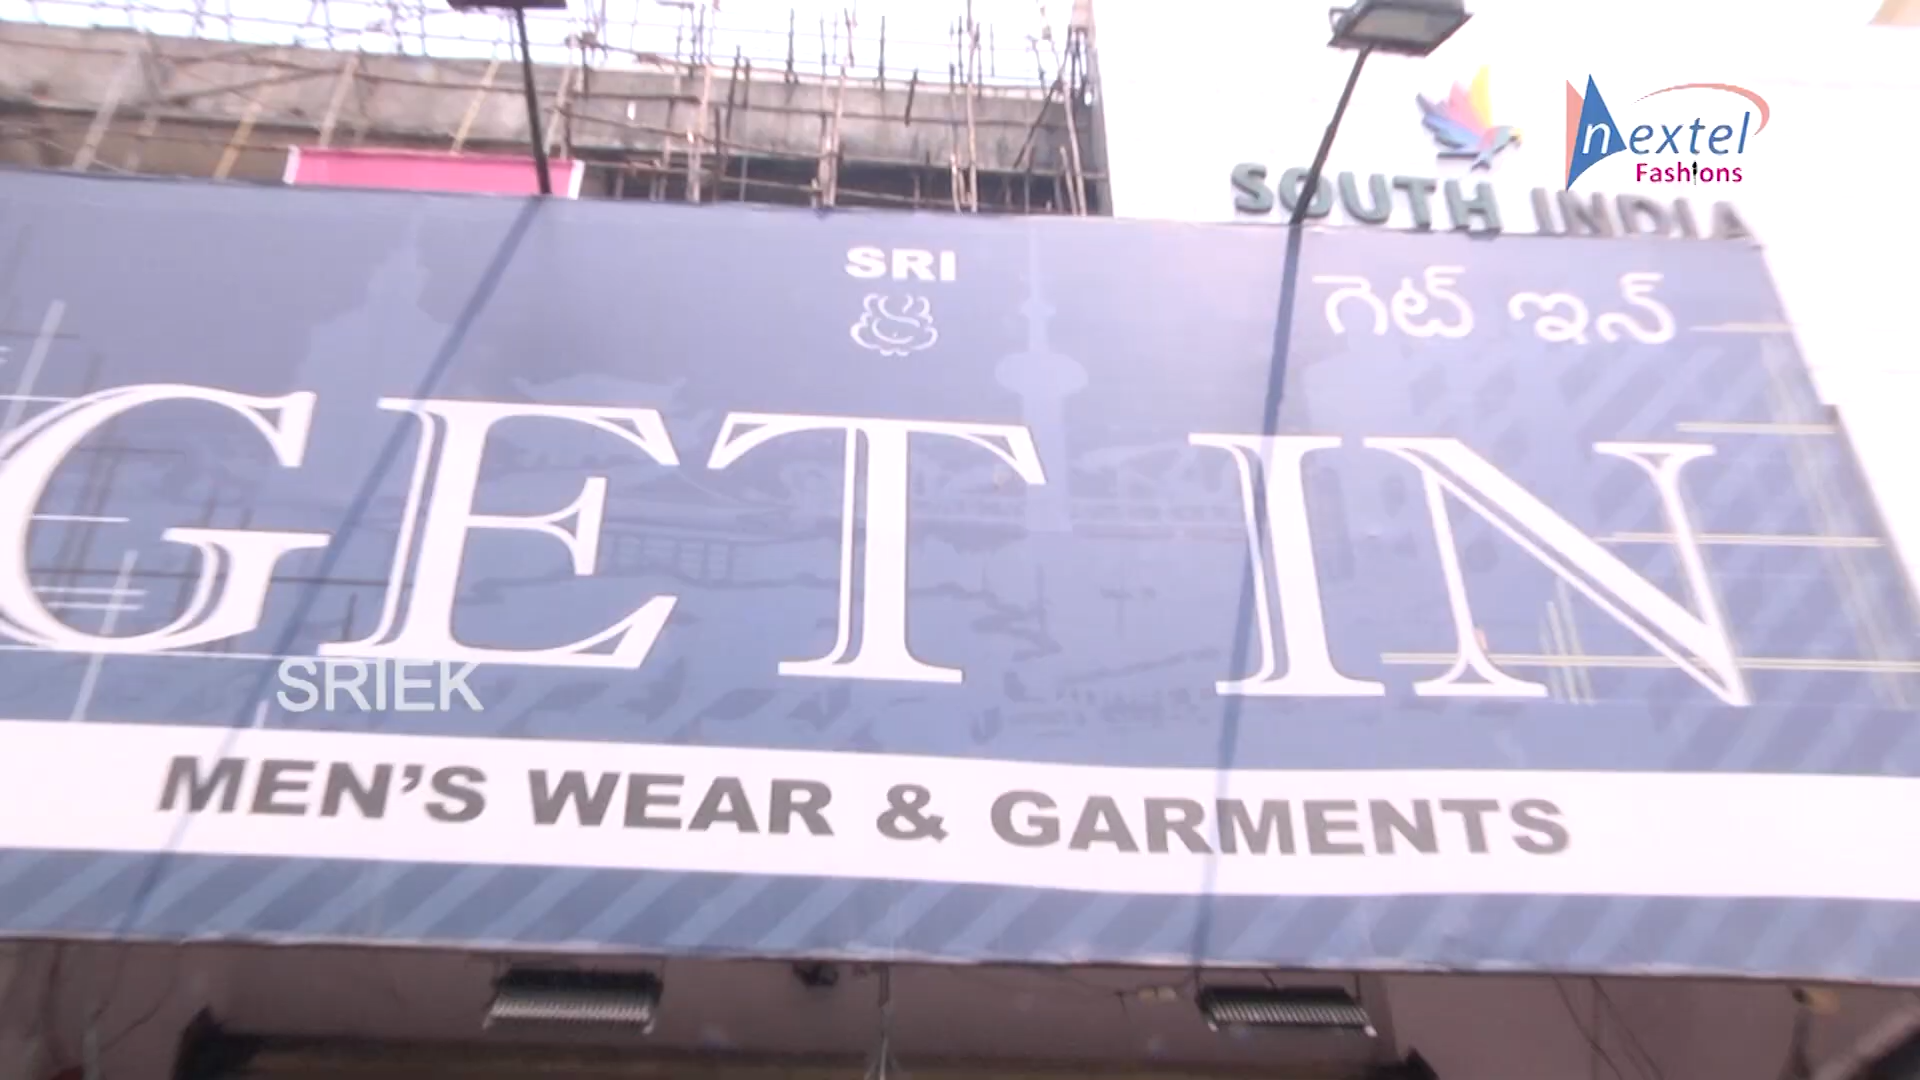 nextel
Fashions
SOUTH INDIA
SRI
గెట్ ఇన్
GET IN
SRIEK
MEN'S WEAR & GARMENTS